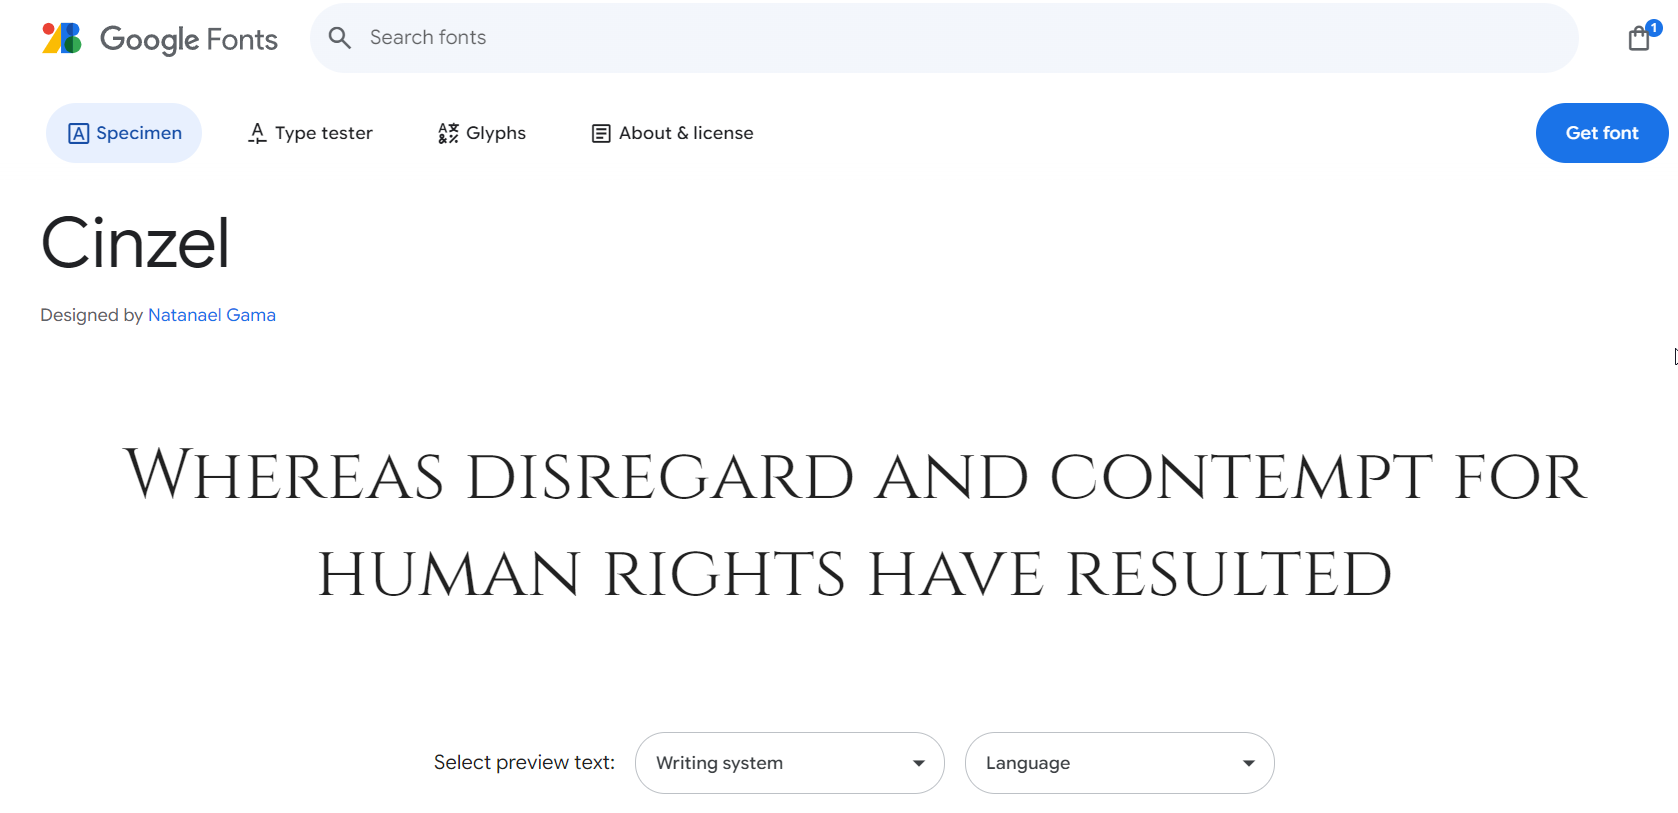 Google Fonts
Search fonts
1
Specimen
Type tester
Glyphs
About & license
Get font
Cinzel
Designed by Natanael Gama
Whereas disregard and contempt for
human rights have resulted
Select preview text:
Writing system
Language